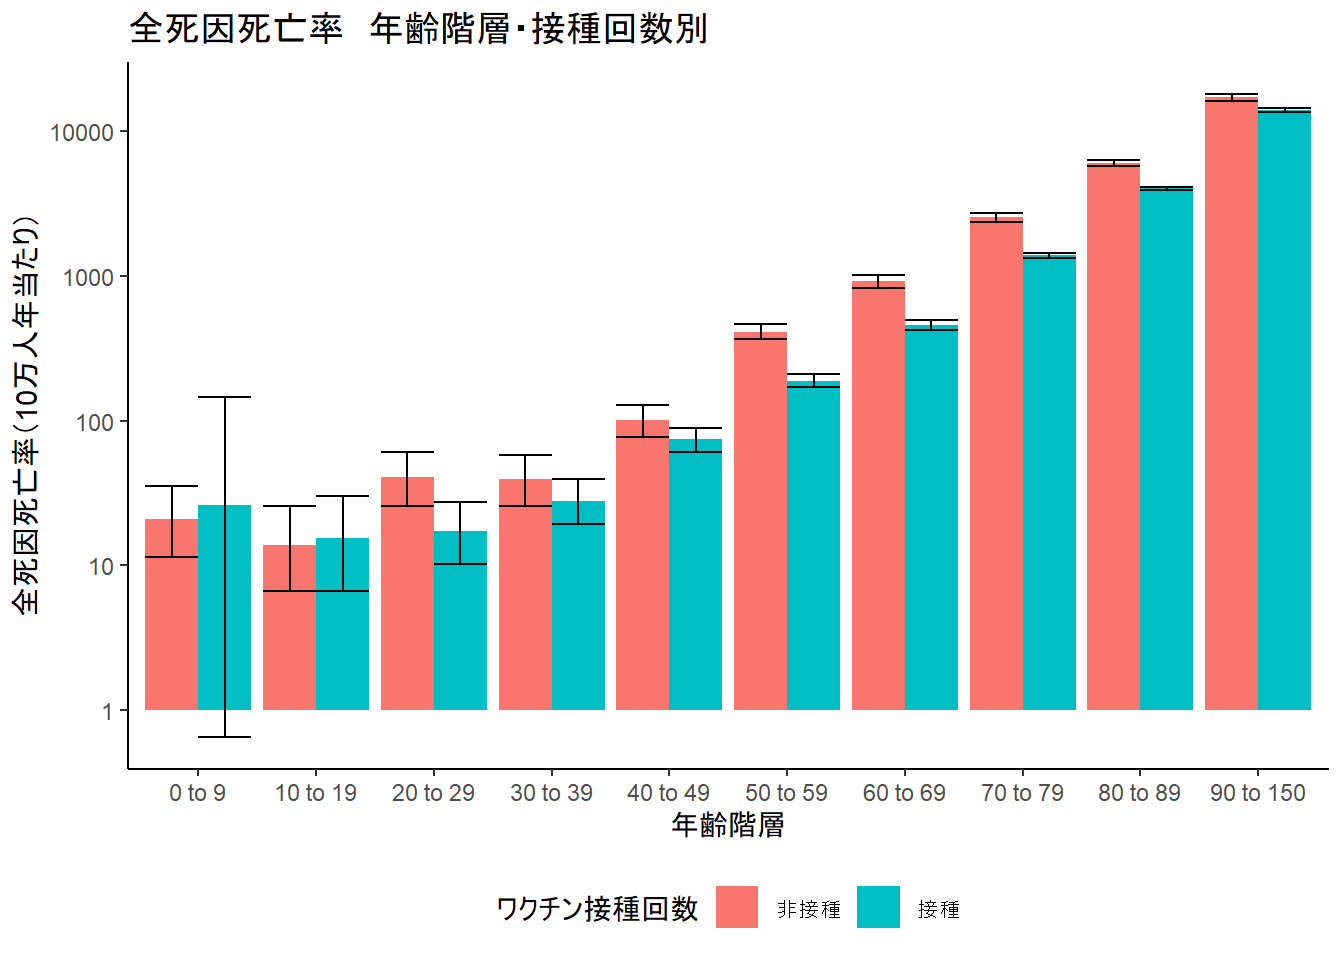 全死因死亡率　年齢階層・接種回数別
全死因死亡率（10万人年当たり）
10000
1000
100
10
1
0 to 9
10 to 19
20 to 29
30 to 39
40 to 49
50 to 59
60 to 69
70 to 79
80 to 89
90 to 150
年齢階層
ワクチン接種回数 非接種 接種